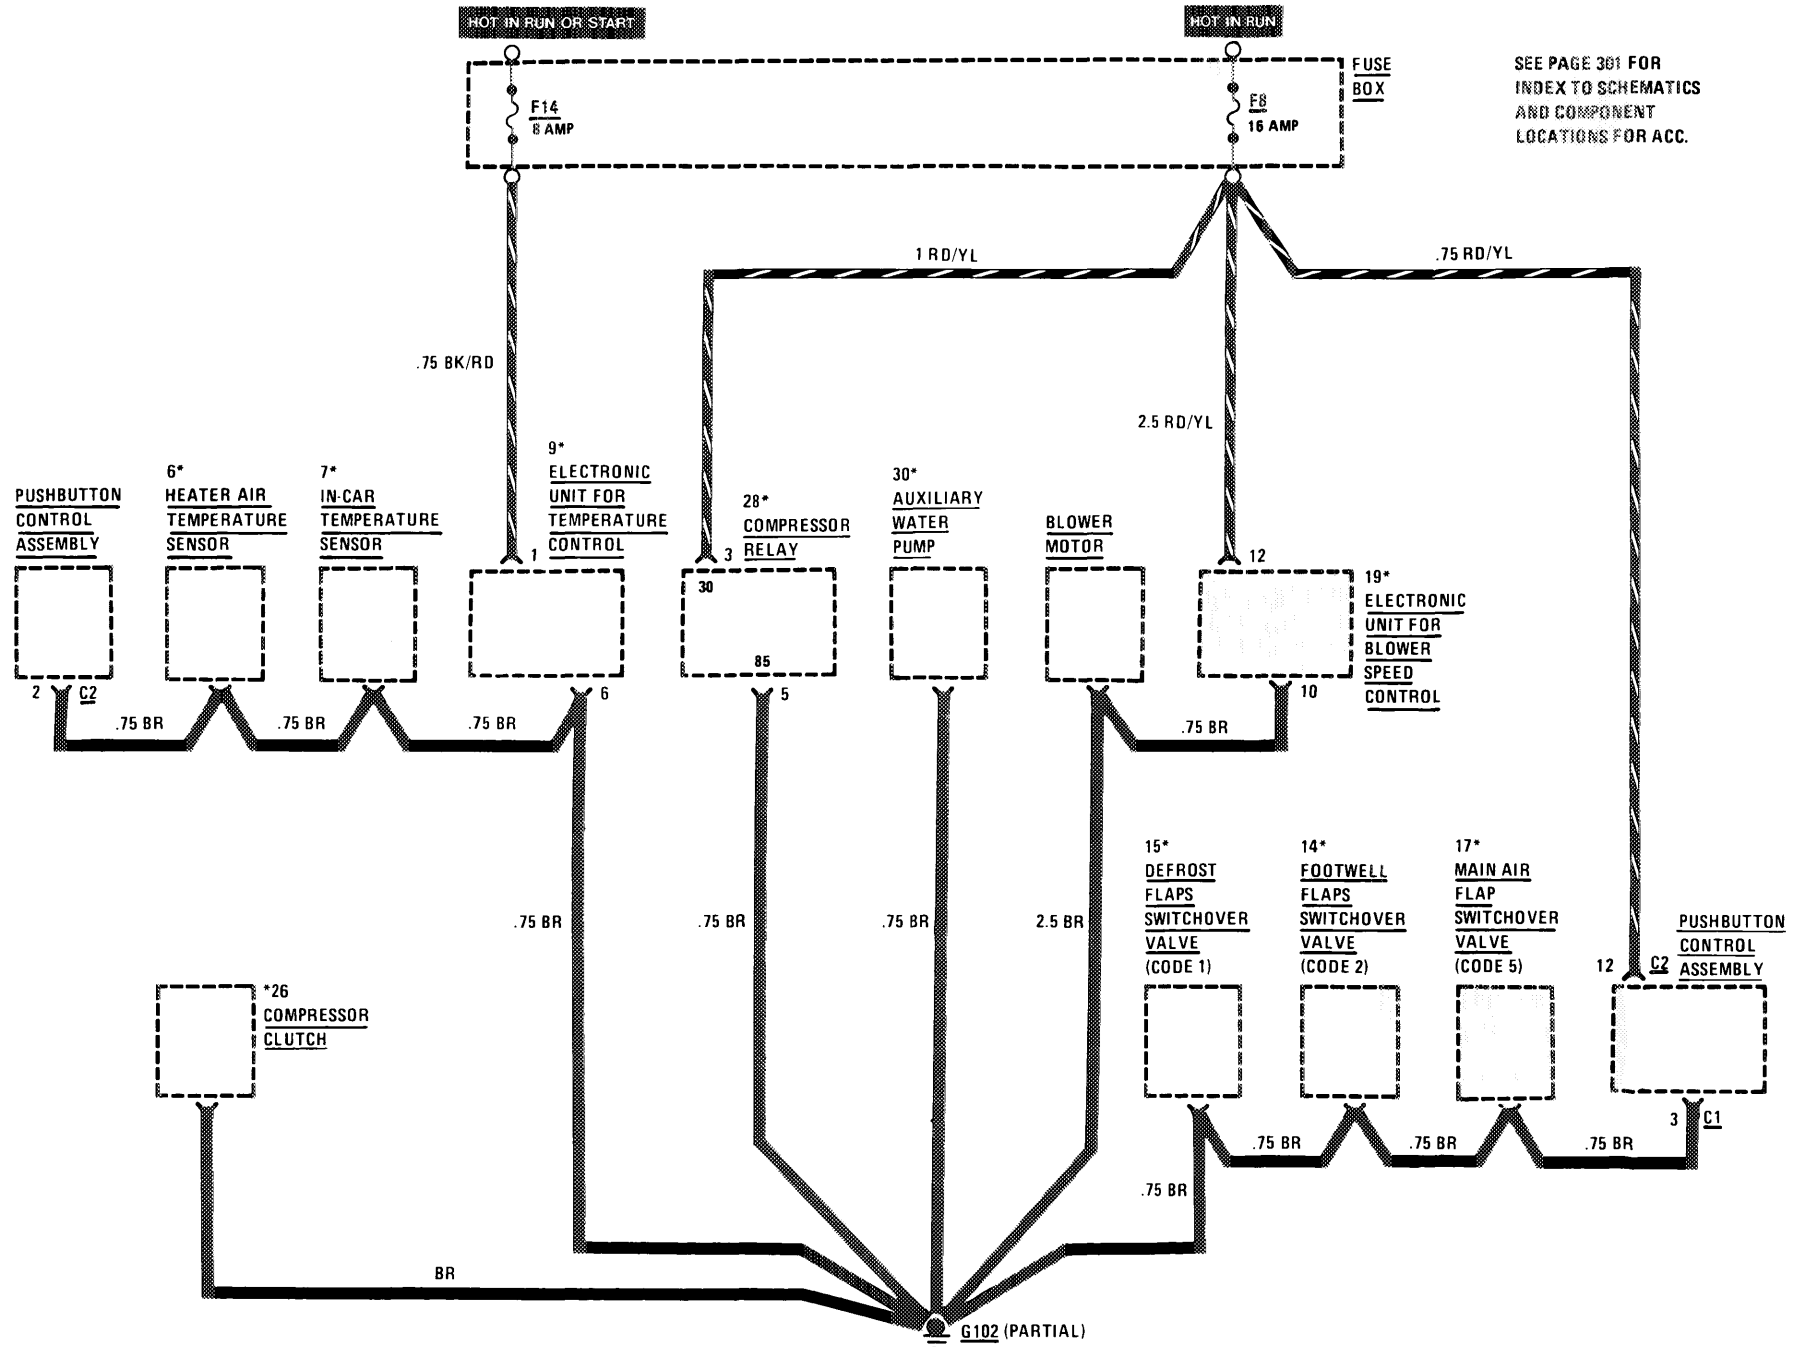 HOT IN RUN OR START
HOT IN RUN
FUSE
BOX
F14
8 AMP
F8
16 AMP
SEE PAGE 301 FOR
INDEX TO SCHEMATICS
AND COMPONENT
LOCATIONS FOR ACC.
1 RD/YL
.75 RD/YL
.75 BK/RD
2.5 RD/YL
PUSHBUTTON
CONTROL
ASSEMBLY
2
C2
6*
HEATER AIR
TEMPERATURE
SENSOR
7*
IN-CAR
TEMPERATURE
SENSOR
9*
ELECTRONIC
UNIT FOR
TEMPERATURE
CONTROL
1
6
28*
COMPRESSOR
RELAY
3
30
85
5
30*
AUXILIARY
WATER
PUMP
BLOWER
MOTOR
12
19*
ELECTRONIC
UNIT FOR
BLOWER
SPEED
CONTROL
10
.75 BR
.75 BR
.75 BR
.75 BR
.75 BR
.75 BR
.75 BR
2.5 BR
15*
DEFROST
FLAPS
SWITCHOVER
VALVE
(CODE 1)
14*
FOOTWELL
FLAPS
SWITCHOVER
VALVE
(CODE 2)
17*
MAIN AIR
FLAP
SWITCHOVER
VALVE
(CODE 5)
PUSHBUTTON
CONTROL
ASSEMBLY
12
C2
3
C1
*26
COMPRESSOR
CLUTCH
.75 BR
.75 BR
.75 BR
.75 BR
BR
G102 (PARTIAL)